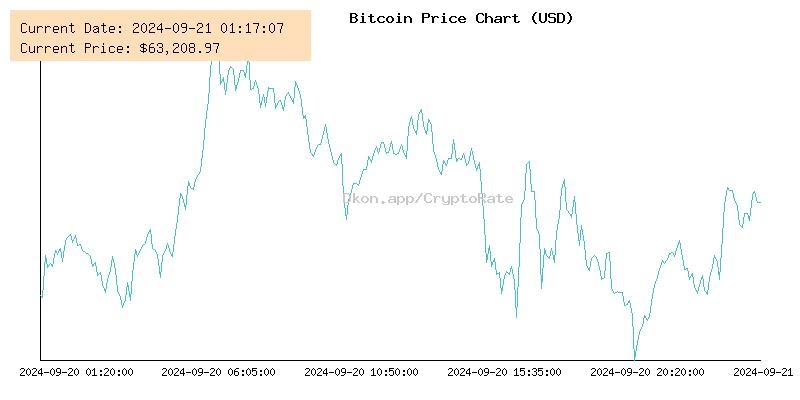 Bitcoin Price Chart (USD)
Current Date: 2024-09-21 01:17:07
Current Price: $63,208.97
0kon.app/CryptoRate
2024-09-20 01:20:00
2024-09-20 06:05:00
2024-09-20 10:50:00
2024-09-20 15:35:00
2024-09-20 20:20:00
2024-09-21